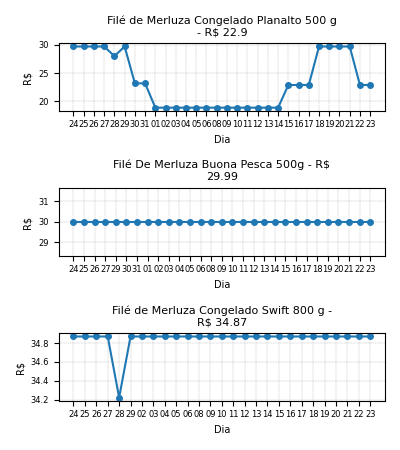 Filé de Merluza Congelado Planalto 500 g
- R$ 22.9
30
25
20
R$
24 25 26 27 28 29 30 31 01 02 03 04 05 06 08 09 10 11 12 13 14 15 16 17 18 19 20 21 22 23
Dia
Filé De Merluza Buona Pesca 500g - R$
29.99
31
30
29
R$
24 25 26 27 28 29 30 31 01 02 03 04 05 06 08 09 10 11 12 13 14 15 16 17 18 19 20 21 22 23
Dia
Filé de Merluza Congelado Swift 800 g -
R$ 34.87
34.8
34.6
34.4
34.2
R$
24 25 26 27 28 29 02 03 04 05 06 08 09 10 11 12 13 14 15 16 17 18 19 20 21 22 23
Dia